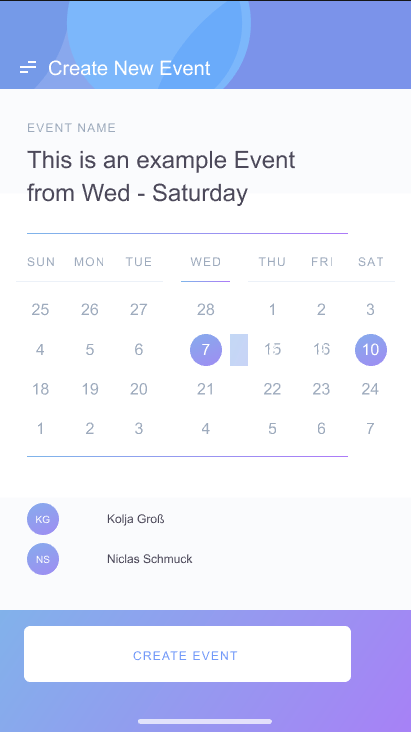 Create New Event
EVENT NAME
This is an example Event
from Wed - Saturday
SUN MON TUE WED THU FRI SAT
25 26 27 28 1 2 3
4 5 6 7 10
18 19 20 21 22 23 24
1 2 3 4 5 6 7
KG Kolja Groß
NS Niclas Schmuck
CREATE EVENT